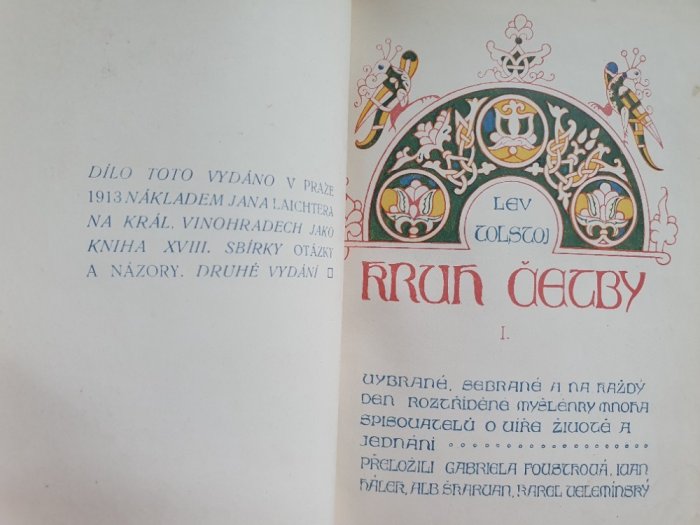 DÍLO TOTO VYDÁNO V PRAZE
1913 NÁKLADEM JANA LAICHTERA
NA KRÁL. VINOHRADECH JAKO
KNIHA XVIII. SBÍRKY OTÁZKY
A NÁZORY. DRUHÉ VYDÁNÍ
LEV
TOLSTOJ
KRUH ČETBY
I.
VYBRANÉ, SEBRANÉ A NA KAŽDÝ
DEN ROZTŘÍDĚNÉ MYŠLÉNKY MNOHA
SPISOVATELŮ O VÍŘE ŽIVOTĚ A
JEDNÁNÍ
PŘELOŽILI GABRIELA FOUSTKOVÁ, IVAN
HÁLEK, ALB ŠKARVAN, KAREL VELEMÍNSKÝ